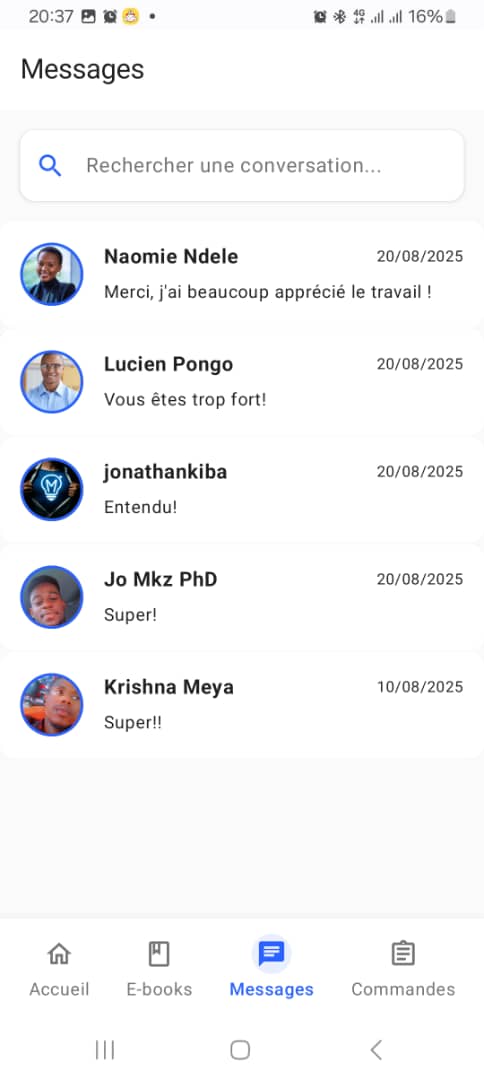 20:37
4G
16%
Messages
Rechercher une conversation...
Naomie Ndele 20/08/2025
Merci, j'ai beaucoup apprécié le travail !
Lucien Pongo 20/08/2025
Vous êtes trop fort!
jonathankiba 20/08/2025
Entendu!
Jo Mkz PhD 20/08/2025
Super!
Krishna Meya 10/08/2025
Super!!
Accueil E-books Messages Commandes